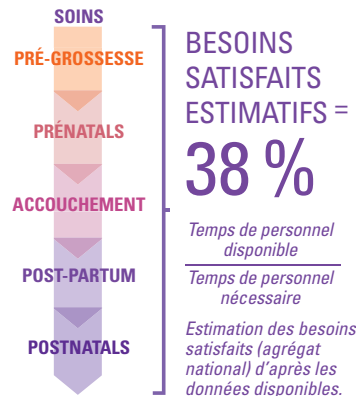 SOINS
PRÉ-GROSSESSE
PRÉNATALS
ACCOUCHEMENT
POST-PARTUM
POSTNATALS
BESOINS
SATISFAITS
ESTIMATIFS =
38 %
Temps de personnel
disponible
Temps de personnel
nécessaire
Estimation des besoins
satisfaits (agrégat
national) d’après les
données disponibles.